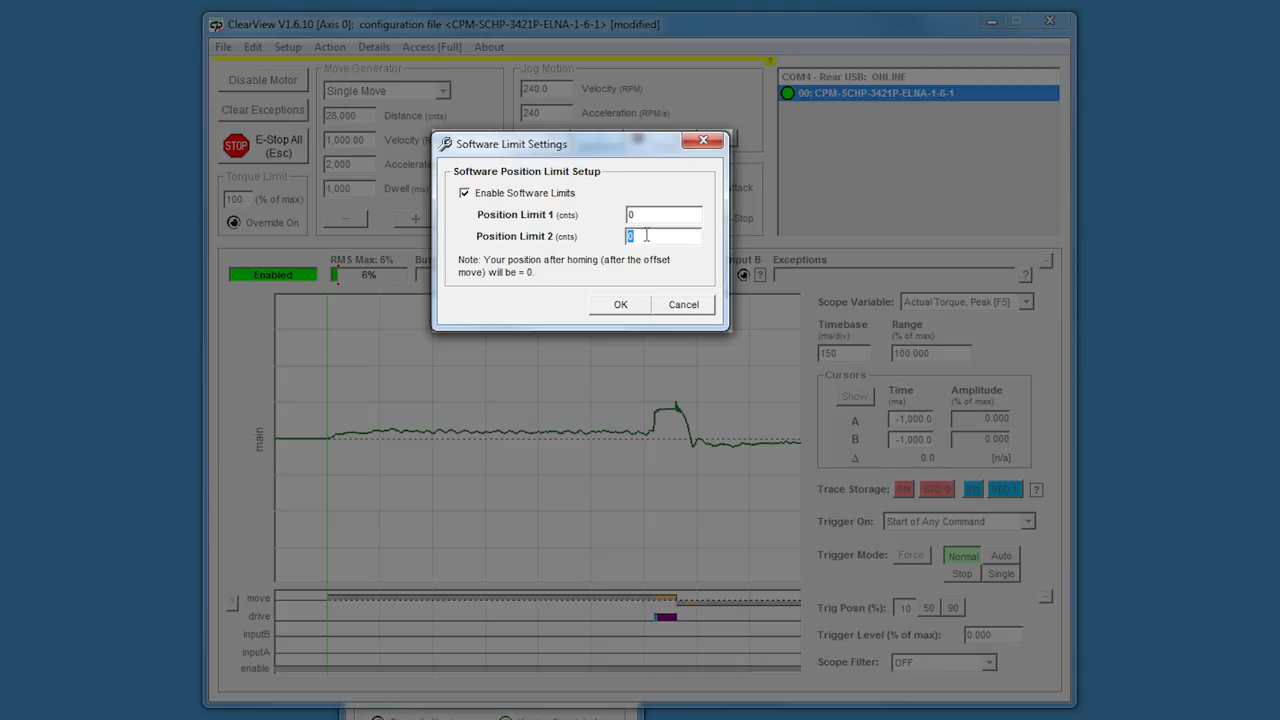 ClearView V1.6.10 [Axis 0]: configuration file <CPM-SCHP-3421P-ELNA-1-6-1> [modified]
File Edit Setup Action Details Access [Full] About
Disable Motor
Clear Exceptions
STOP E-Stop All (Esc)
Torque Limit
100. (% of max)
Override Ongoing
Move Generator
Single Move
28,000 Distance (cnts)
1,000.00 Velocity
2,000
1,000 Dwell (ms)
- +
Jog Motion
240.0 Velocity (RPM)
240 Acceleration (RPM/s)
COM4 - Rear USB: ONLINE
00: CPM-SCHP-3421P-ELNA-1-6-1
Software Limit Settings
Software Position Limit Setup
Enable Software Limits
Position Limit 1 (cnts) 0
Position Limit 2 (cnts) 0
Note: Your position after homing (after the offset
move) will be = 0.
OK Cancel
Enabled
RMS Max: 6%
6%
Exceptions
?
Scope Variable: Actual Torque, Peak [F5]
Timebase
(ms/div)
150
Range
(% of max)
100.000
Cursors
Show
Time
(ms)
Amplitude
(% of max)
A -1,000.0 0.000
B -1,000.0 0.000
Δ 0.0 [n/a]
Trace Storage: ?
Trigger On: Start of Any Command
Trigger Mode: Force Normal Auto
Stop Single
Trig Posn (%): 10 50 90
Trigger Level (% of max): 0.000
Scope Filter: OFF
main
? move
drive
inputB
inputA
enable